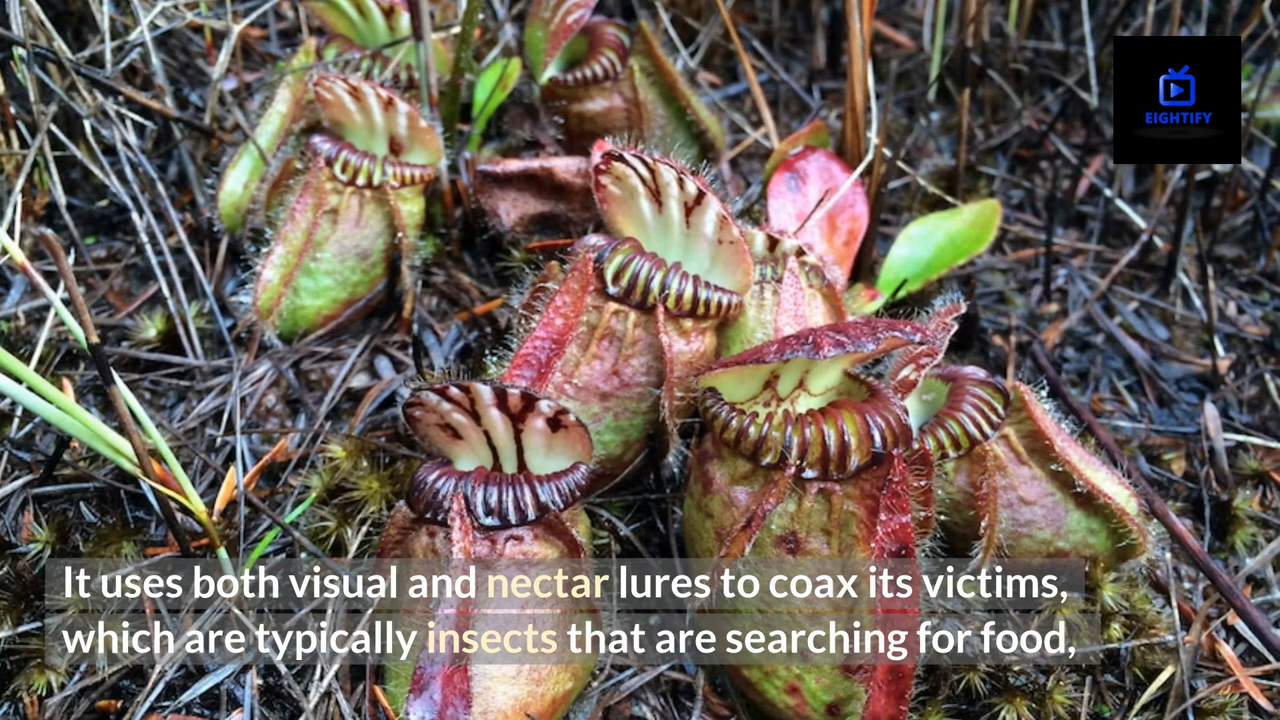 EIGHTIFY
It uses both visual and nectar lures to coax its victims,
which are typically insects that are searching for food,